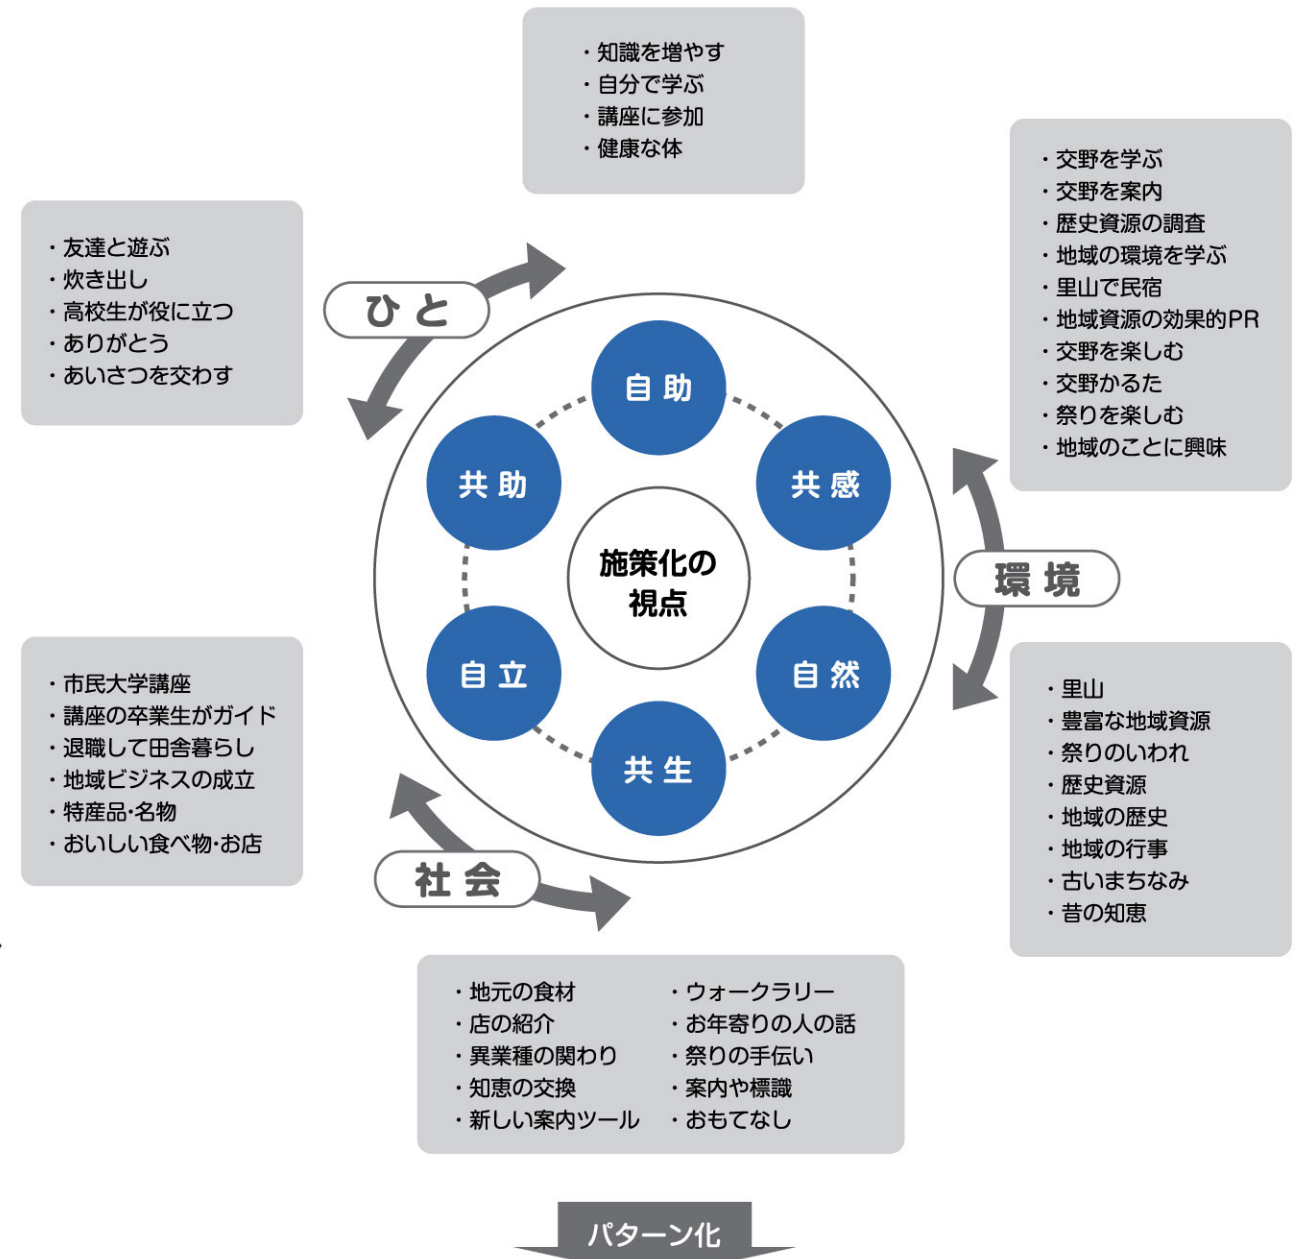 ・知識を増やす
・自分で学ぶ
・講座に参加
・健康な体
・交野を学ぶ
・交野を案内
・歴史資源の調査
・地域の環境を学ぶ
・里山で民宿
・地域資源の効果的PR
・交野を楽しむ
・交野かるた
・祭りを楽しむ
・地域のことに興味
・友達と遊ぶ
・炊き出し
・高校生が役に立つ
・ありがとう
・あいさつを交わす
ひと
自助
共助
共感
施策化の
視点
環境
自立
自然
共生
社会
・市民大学講座
・講座の卒業生がガイド
・退職して田舎暮らし
・地域ビジネスの成立
・特産品・名物
・おいしい食べ物・お店
・里山
・豊富な地域資源
・祭りのいわれ
・歴史資源
・地域の歴史
・地域の行事
・古いまちなみ
・昔の知恵
・地元の食材
・店の紹介
・異業種の関わり
・知恵の交換
・新しい案内ツール
・ウォークラリー
・お年寄りの人の話
・祭りの手伝い
・案内や標識
・おもてなし
パターン化